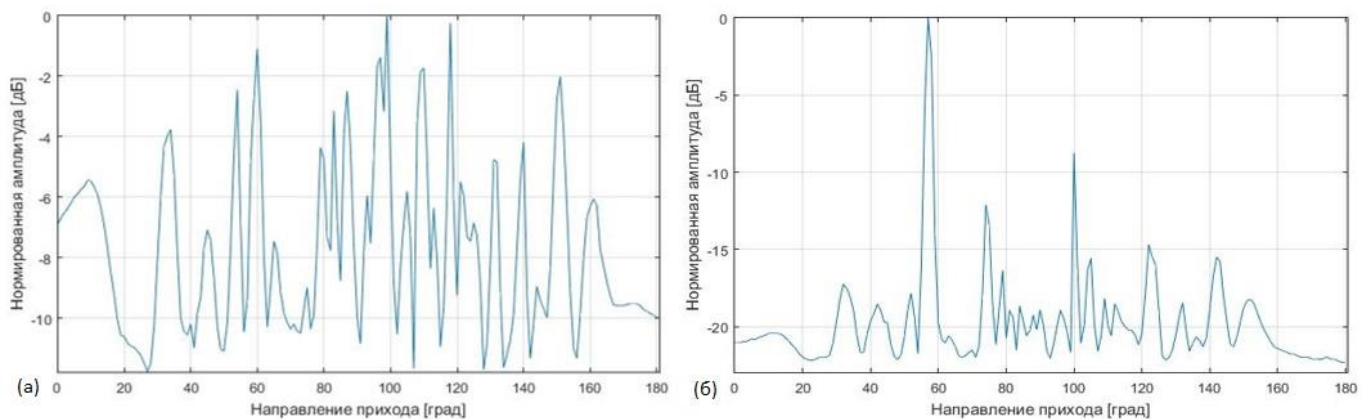 Нормированная амплитуда [дБ]
0
-2
-4
-6
-8
-10
0 20 40 60 80 100 120 140 160 180
Направление прихода [град]
(а)
Нормированная амплитуда [дБ]
0
-5
-10
-15
-20
0 20 40 60 80 100 120 140 160 180
Направление прихода [град]
(б)